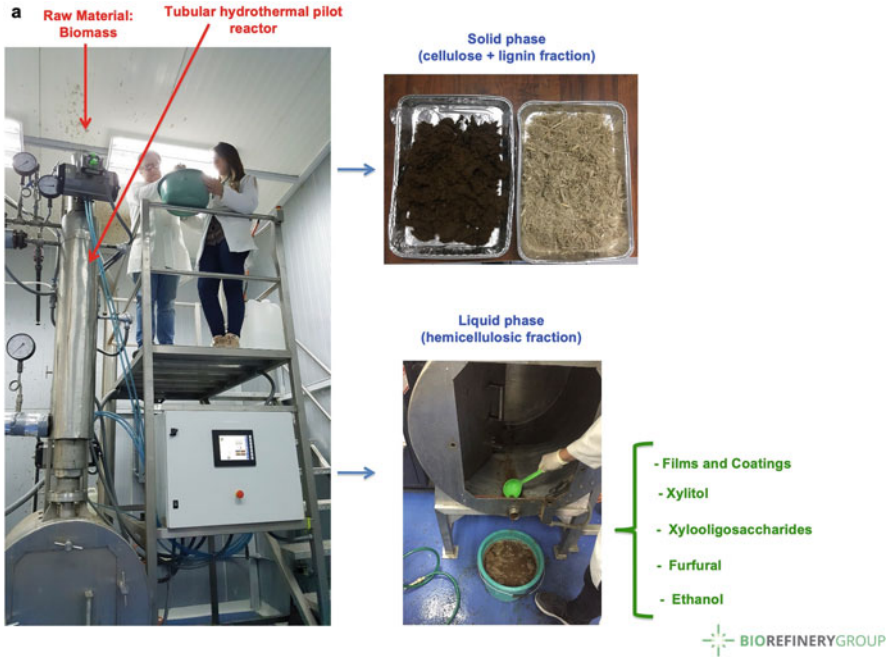 a
Raw Material:
Biomass
Tubular hydrothermal pilot
reactor
Solid phase
(cellulose + lignin fraction)
Liquid phase
(hemicellulosic fraction)
- Films and Coatings
- Xylitol
- Xylooligosaccharides
- Furfural
- Ethanol
BIOREFINERYGROUP